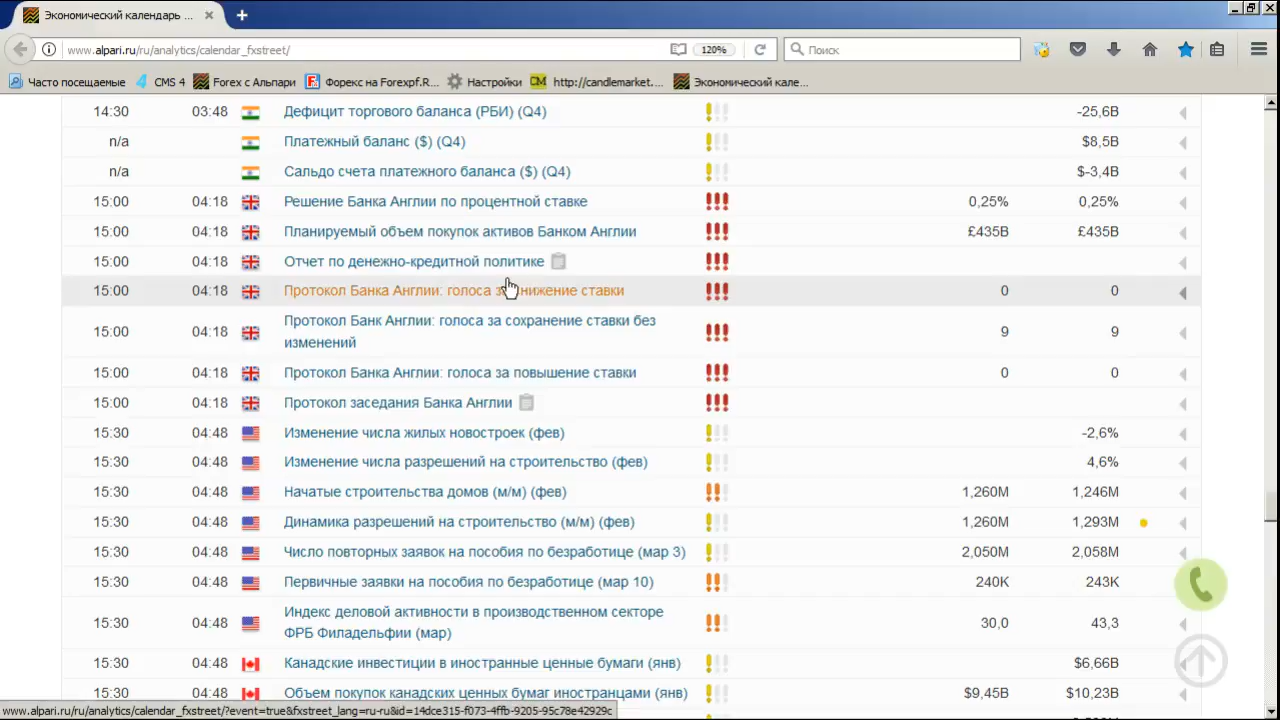 Экономический календарь ...
www.alpari.ru/ru/analytics/calendar_fxstreet/
120%
Поиск
Часто посещаемые
CMS 4
Forex с Альпари
Форекс на Forexpf.R...
Настройки
CM http://candlemarket....
Экономический кале...
14:30 03:48 Дефицит торгового баланса (РБИ) (Q4) -25,6B
n/a Платежный баланс ($) (Q4) $8,5B
n/a Сальдо счета платежного баланса ($) (Q4) $-3,4B
15:00 04:18 Решение Банка Англии по процентной ставке 0,25% 0,25%
15:00 04:18 Планируемый объем покупок активов Банком Англии £435B £435B
15:00 04:18 Отчет по денежно-кредитной политике
15:00 04:18 Протокол Банка Англии: голоса за снижение ставки 0 0
15:00 04:18 Протокол Банк Англии: голоса за сохранение ставки без 9 9
изменений
15:00 04:18 Протокол Банка Англии: голоса за повышение ставки 0 0
15:00 04:18 Протокол заседания Банка Англии
15:30 04:48 Изменение числа жилых новостроек (фев) -2,6%
15:30 04:48 Изменение числа разрешений на строительство (фев) 4,6%
15:30 04:48 Начатые строительства домов (м/м) (фев) 1,260M 1,246M
15:30 04:48 Динамика разрешений на строительство (м/м) (фев) 1,260M 1,293M
15:30 04:48 Число повторных заявок на пособия по безработице (мар 3) 2,050M 2,058M
15:30 04:48 Первичные заявки на пособия по безработице (мар 10) 240K 243K
15:30 04:48 Индекс деловой активности в производственном секторе 30,0 43,3
ФРБ Филадельфии (мар)
15:30 04:48 Канадские инвестиции в иностранные ценные бумаги (янв) $6,66B
15:30 04:48 Объем покупок канадских ценных бумаг иностранцами (янв) $9,45B $10,23B
www.alpari.ru/ru/analytics/calendar_fxstreet/?event=true&fxstreet_lang=ru-ru&id=14dce315-f073-4ffb-9205-95c78e42929c